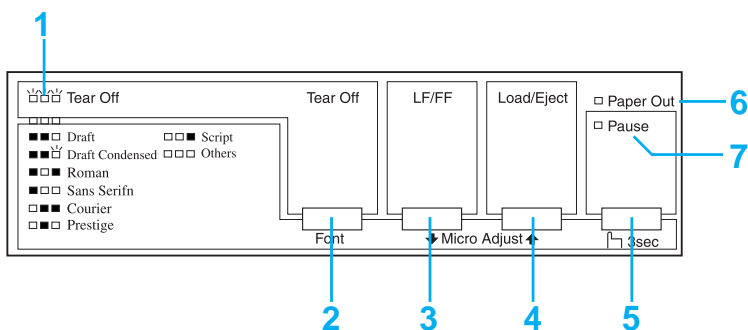 1
Tear Off Tear Off LF/FF Load/Eject Paper Out 6
Draft Script Pause 7
Draft Condensed Others
Roman
Sans Serifn
Courier
Prestige
Font Micro Adjust 3sec
2 3 4 5